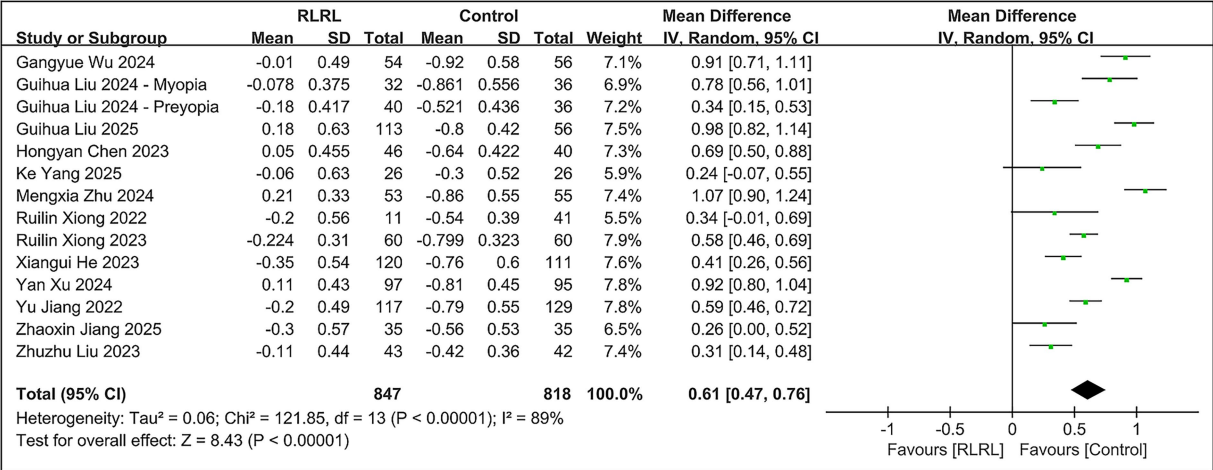 RLRL Control Mean Difference Mean Difference
Study or Subgroup Mean SD Total Mean SD Total Weight IV, Random, 95% CI IV, Random, 95% CI
Gangyue Wu 2024 -0.01 0.49 54 -0.92 0.58 56 7.1% 0.91 [0.71, 1.11]
Guihua Liu 2024 - Myopia -0.078 0.375 32 -0.861 0.556 36 6.9% 0.78 [0.56, 1.01]
Guihua Liu 2024 - Preyopia -0.18 0.417 40 -0.521 0.436 36 7.2% 0.34 [0.15, 0.53]
Guihua Liu 2025 0.18 0.63 113 -0.8 0.42 56 7.5% 0.98 [0.82, 1.14]
Hongyan Chen 2023 0.05 0.455 46 -0.64 0.422 40 7.3% 0.69 [0.50, 0.88]
Ke Yang 2025 -0.06 0.63 26 -0.3 0.52 26 5.9% 0.24 [-0.07, 0.55]
Mengxia Zhu 2024 0.21 0.33 53 -0.86 0.55 55 7.4% 1.07 [0.90, 1.24]
Ruilin Xiong 2022 -0.2 0.56 11 -0.54 0.39 41 5.5% 0.34 [-0.01, 0.69]
Ruilin Xiong 2023 -0.224 0.31 60 -0.799 0.323 60 7.9% 0.58 [0.46, 0.69]
Xiangui He 2023 -0.35 0.54 120 -0.76 0.6 111 7.6% 0.41 [0.26, 0.56]
Yan Xu 2024 0.11 0.43 97 -0.81 0.45 95 7.8% 0.92 [0.80, 1.04]
Yu Jiang 2022 -0.2 0.49 117 -0.79 0.55 129 7.8% 0.59 [0.46, 0.72]
Zhaoxin Jiang 2025 -0.3 0.57 35 -0.56 0.53 35 6.5% 0.26 [0.00, 0.52]
Zhuzhu Liu 2023 -0.11 0.44 43 -0.42 0.36 42 7.4% 0.31 [0.14, 0.48]
Total (95% CI) 847 818 100.0% 0.61 [0.47, 0.76]
Heterogeneity: Tau² = 0.06; Chi² = 121.85, df = 13 (P < 0.00001); I² = 89%
Test for overall effect: Z = 8.43 (P < 0.00001)
-1 -0.5 0 0.5 1
Favours [RLRL] Favours [Control]